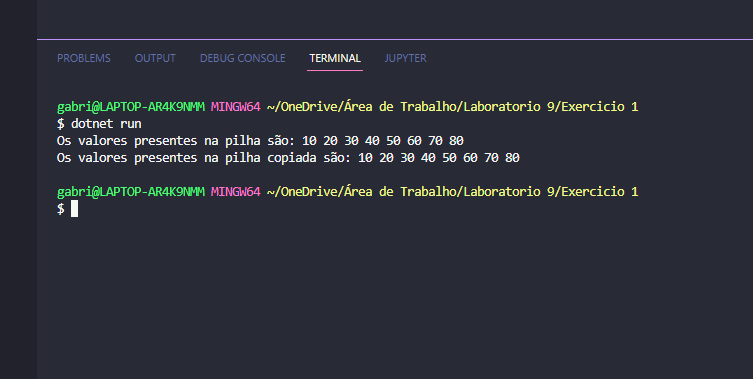 PROBLEMS OUTPUT DEBUG CONSOLE TERMINAL JUPYTER
gabri@LAPTOP-AR4K9NMM MINGW64 ~/OneDrive/Área de Trabalho/Laboratorio 9/Exercicio 1
$ dotnet run
Os valores presentes na pilha são: 10 20 30 40 50 60 70 80
Os valores presentes na pilha copiada são: 10 20 30 40 50 60 70 80
gabri@LAPTOP-AR4K9NMM MINGW64 ~/OneDrive/Área de Trabalho/Laboratorio 9/Exercicio 1
$